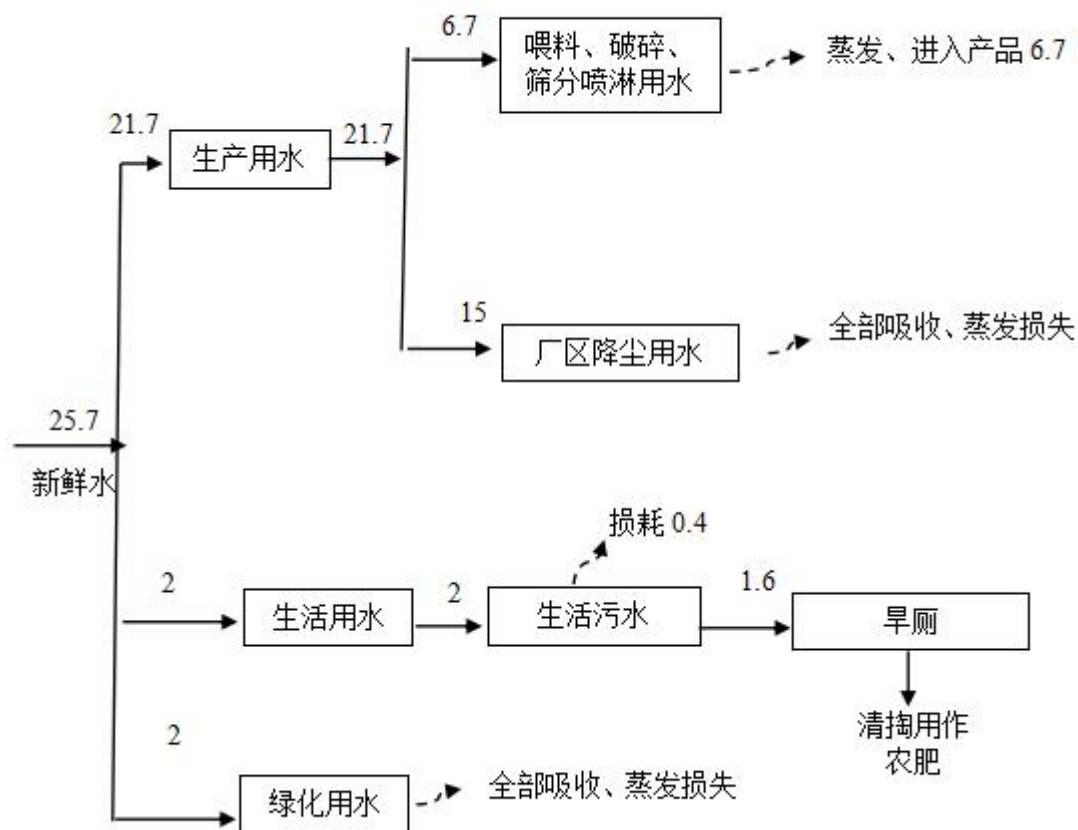 6.7
喂料、破碎、
筛分喷淋用水
蒸发、进入产品 6.7
21.7
生产用水
21.7
15
厂区降尘用水
全部吸收、蒸发损失
25.7
新鲜水
损耗 0.4
2
生活用水
2
生活污水
1.6
旱厕
清掏用作
农肥
2
绿化用水
全部吸收、蒸发损失